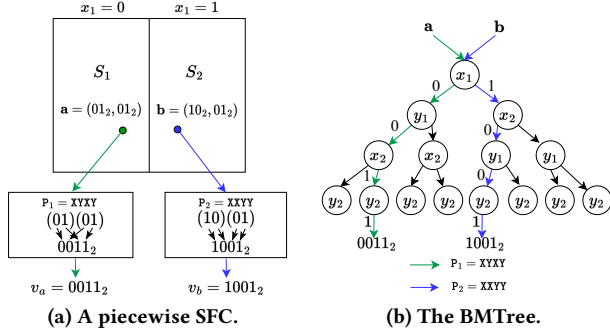 x₁ = 0 x₁ = 1
S₁ S₂
a = (01₂, 01₂) b = (10₂, 01₂)
P₁ = XYXY P₂ = XXYY
(01)(01) (10)(01)
0011₂ 1001₂
vₐ = 0011₂ v_b = 1001₂
(a) A piecewise SFC.
a b
x₁
0 1
y₁ x₂
0 0
x₂ x₂ y₁ y₁
1 0
y₂ y₂ y₂ y₂ y₂ y₂ y₂ y₂
1 1
0011₂ 1001₂
P₁ = XYXY
P₂ = XXYY
(b) The BMTree.